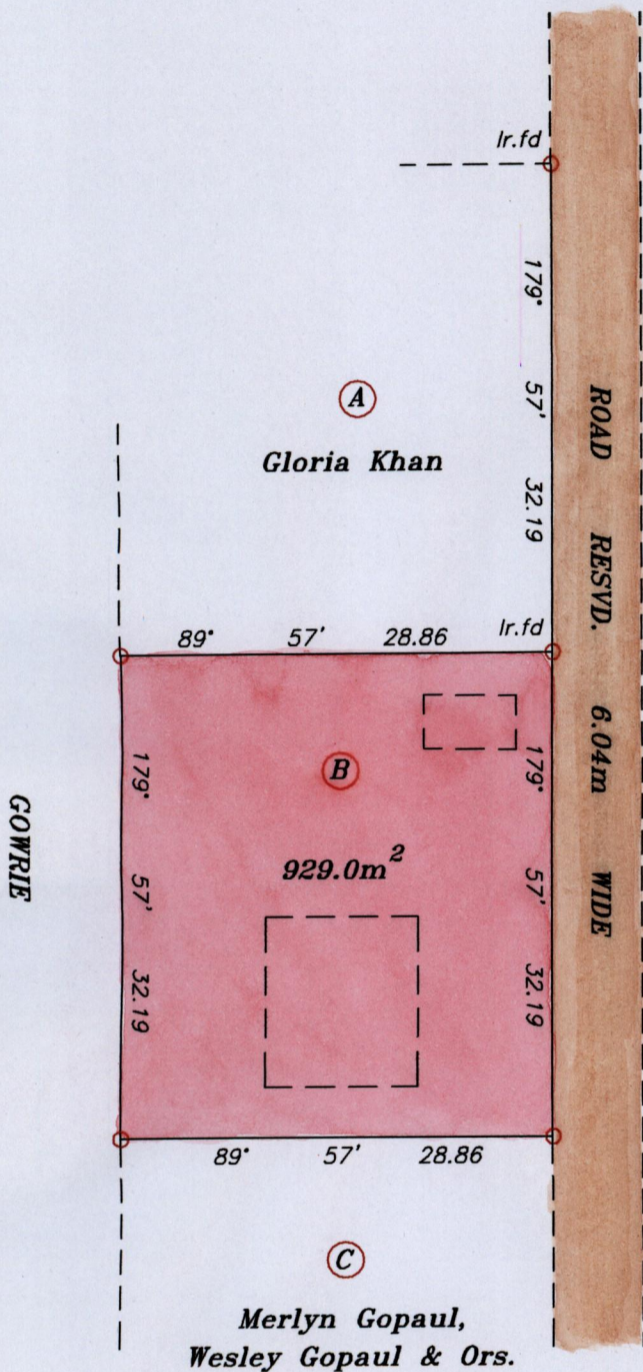 Ir.fd
179° 57' 32.19
A
Gloria Khan
ROAD RESVD. 6.04m WIDE
89° 57' 28.86
Ir.fd
B
179° 57' 32.19
179° 57' 32.19
929.0m²
GOWRIE
89° 57' 28.86
C
Merlyn Gopaul,
Wesley Gopaul & Ors.